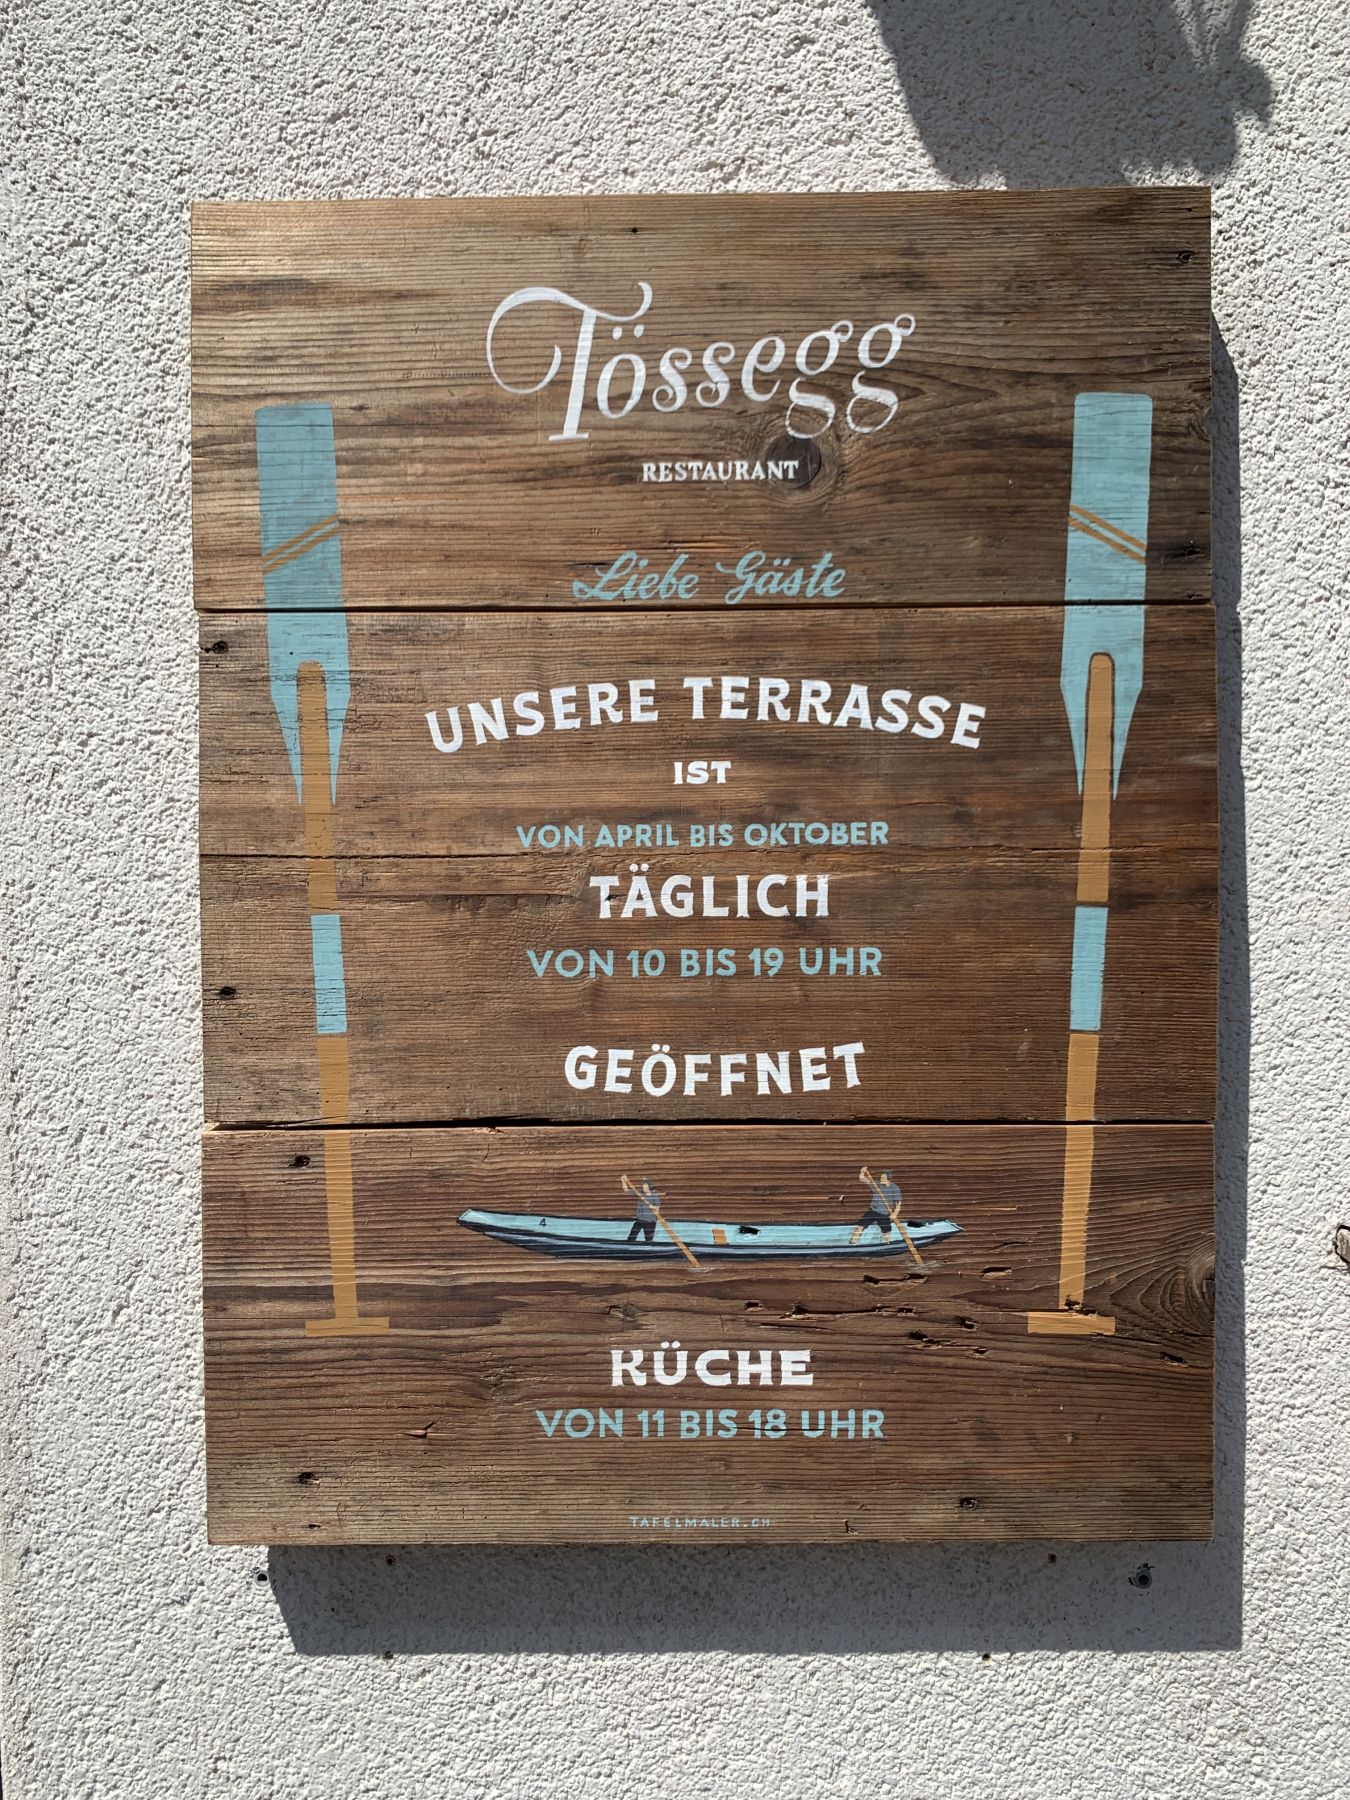 Tössegg
RESTAURANT
Liebe Gäste
UNSERE TERRASSE
IST
VON APRIL BIS OKTOBER
TÄGLICH
VON 10 BIS 19 UHR
GEÖFFNET
4
KÜCHE
VON 11 BIS 18 UHR
TAFELMALER.CH